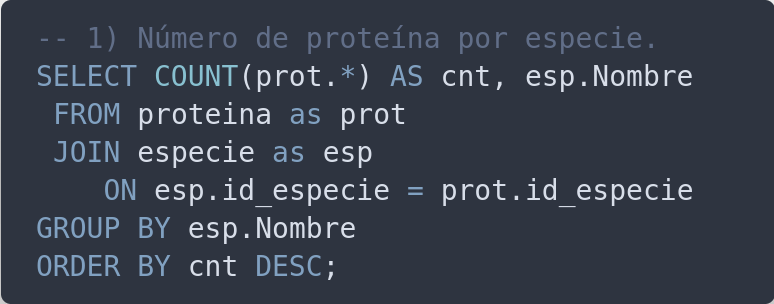 -- 1) Número de proteína por especie.
SELECT COUNT(prot.*) AS cnt, esp.Nombre
 FROM proteina as prot
 JOIN especie as esp
    ON esp.id_especie = prot.id_especie
GROUP BY esp.Nombre
ORDER BY cnt DESC;